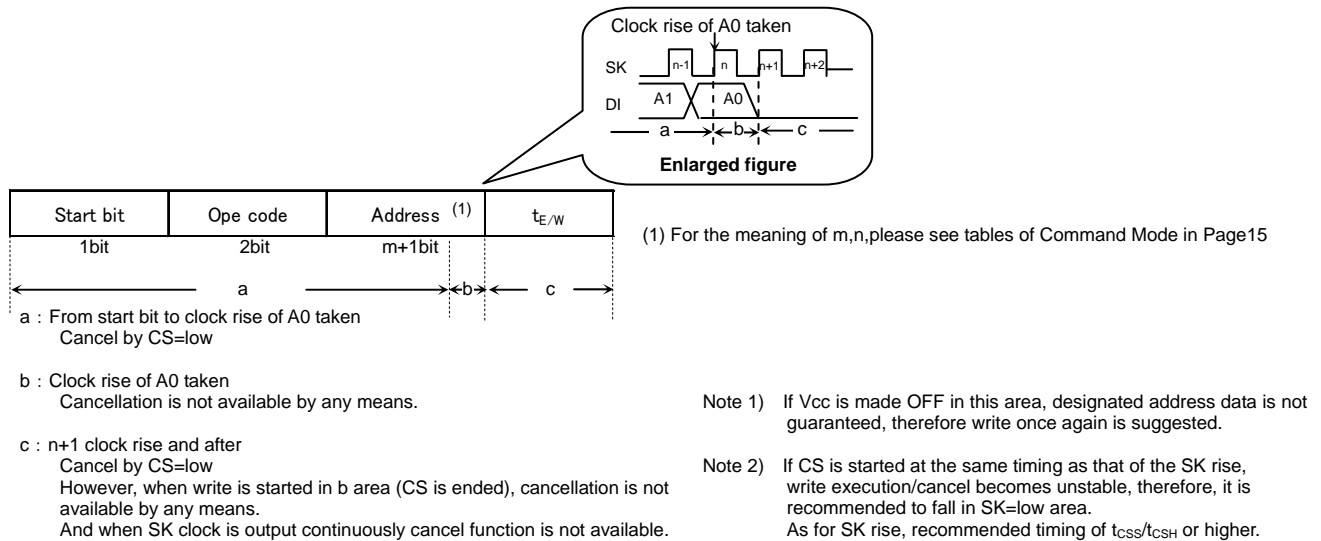 Clock rise of A0 taken
SK n-1 n n+1 n+2
DI A1 A0
a b c
Enlarged figure
Start bit Ope code Address (1) tE/W
1bit 2bit m+1bit
(1) For the meaning of m,n,please see tables of Command Mode in Page15
a b c
a : From start bit to clock rise of A0 taken
Cancel by CS=low
b : Clock rise of A0 taken
Cancellation is not available by any means.
c : n+1 clock rise and after
Cancel by CS=low
However, when write is started in b area (CS is ended), cancellation is not
available by any means.
And when SK clock is output continuously cancel function is not available.
Note 1) If Vcc is made OFF in this area, designated address data is not
guaranteed, therefore write once again is suggested.
Note 2) If CS is started at the same timing as that of the SK rise,
write execution/cancel becomes unstable, therefore, it is
recommended to fall in SK=low area.
As for SK rise, recommended timing of tCSS/tCSH or higher.